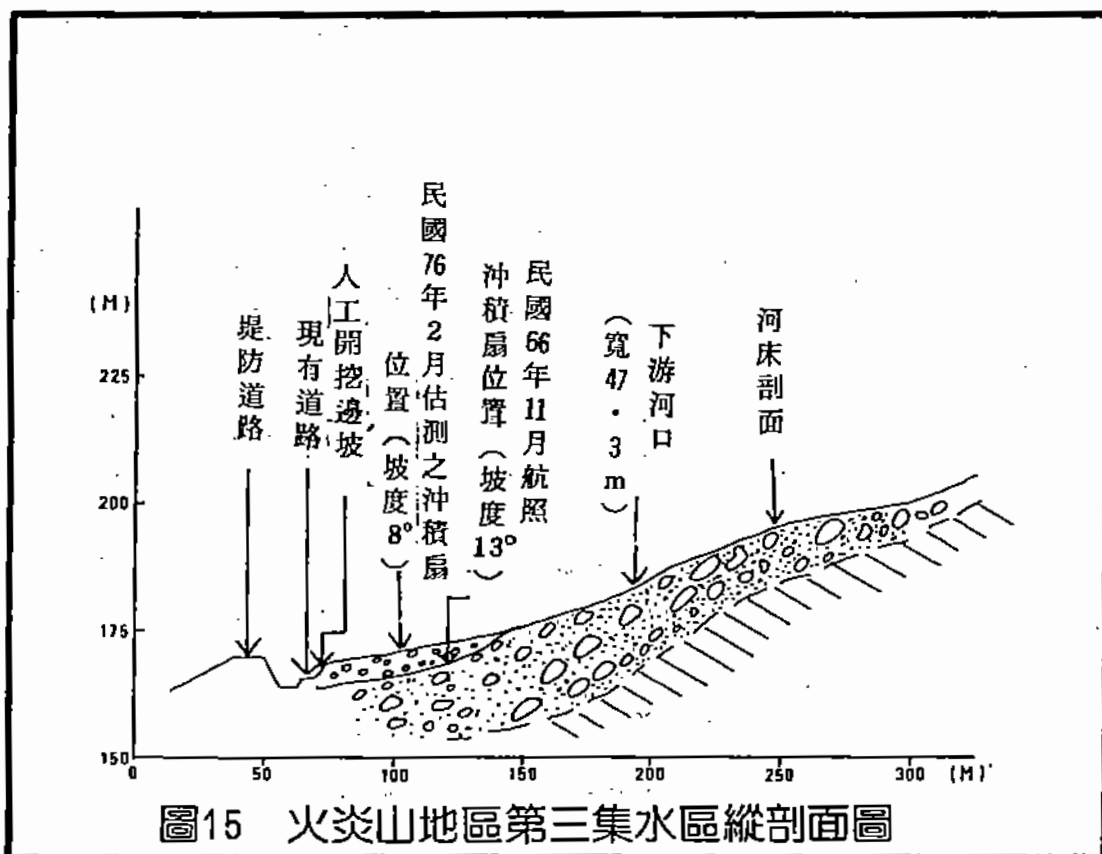 堤防道路
現有道路
人工開挖邊坡
民國76年2月估測之沖積扇
位置（坡度8°）
民國66年11月航照
沖積扇位置（坡度13°）
下游河口
（寬47．3m）
河床剖面
(M)
225
200
175
150
0 50 100 150 200 250 300 (M)
圖15 火炎山地區第三集水區縱剖面圖